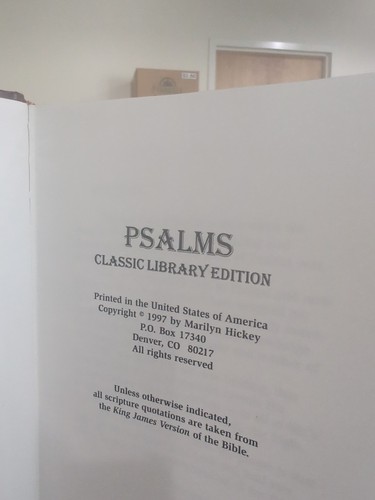 PSALMS
CLASSIC LIBRARY EDITION
Printed in the United States of America
Copyright © 1997 by Marilyn Hickey
P.O. Box 17340
Denver, CO 80217
All rights reserved
Unless otherwise indicated,
all scripture quotations are taken from
the King James Version of the Bible.